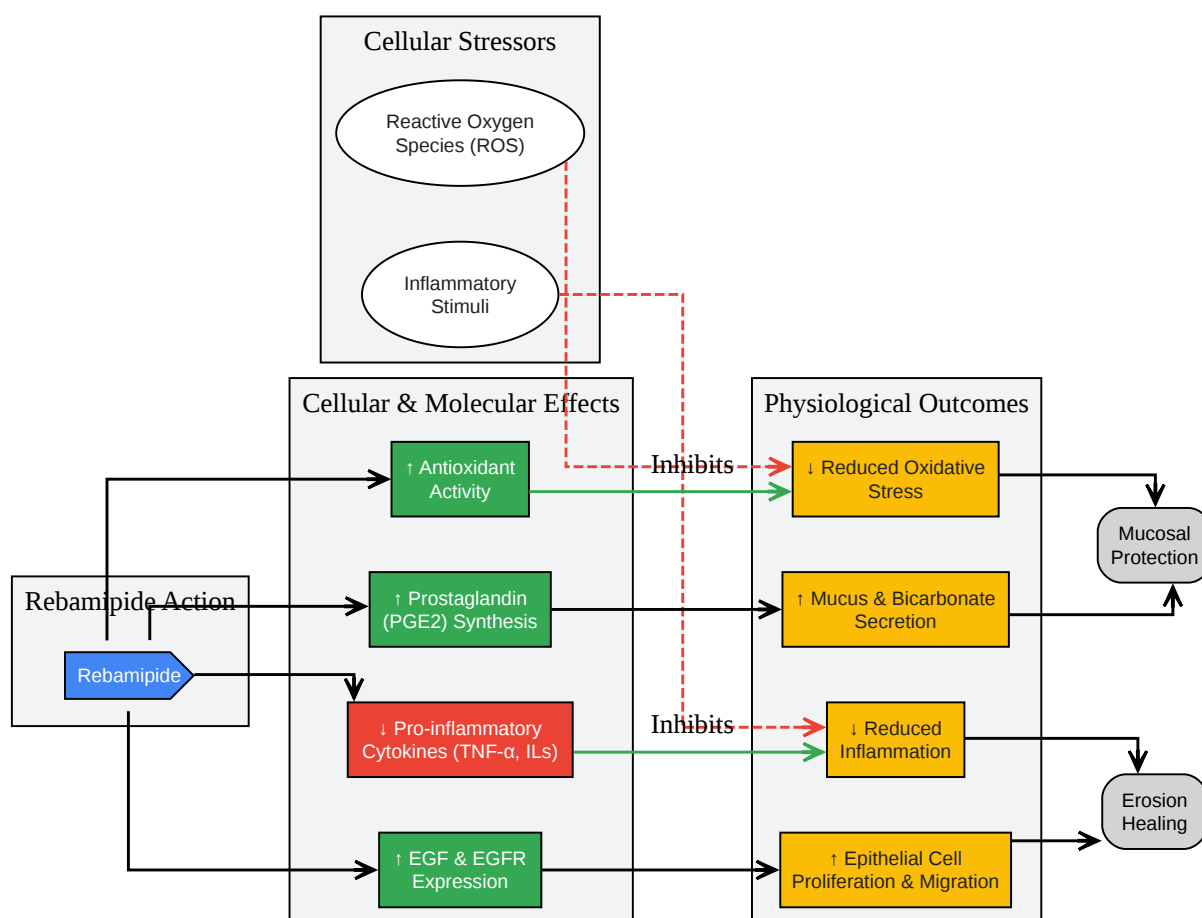 Cellular Stressors
Reactive Oxygen
Species (ROS)
Inflammatory
Stimuli
Cellular & Molecular Effects
Physiological Outcomes
↑ Antioxidant
Activity
Inhibits
↓ Reduced Oxidative
Stress
Mucosal
Protection
Rebamipide Action
Rebamipide
↑ Prostaglandin
(PGE2) Synthesis
↑ Mucus & Bicarbonate
Secretion
↓ Pro-inflammatory
Cytokines (TNF-α, ILs)
Inhibits
↓ Reduced
Inflammation
Erosion
Healing
↑ EGF & EGFR
Expression
↑ Epithelial Cell
Proliferation & Migration